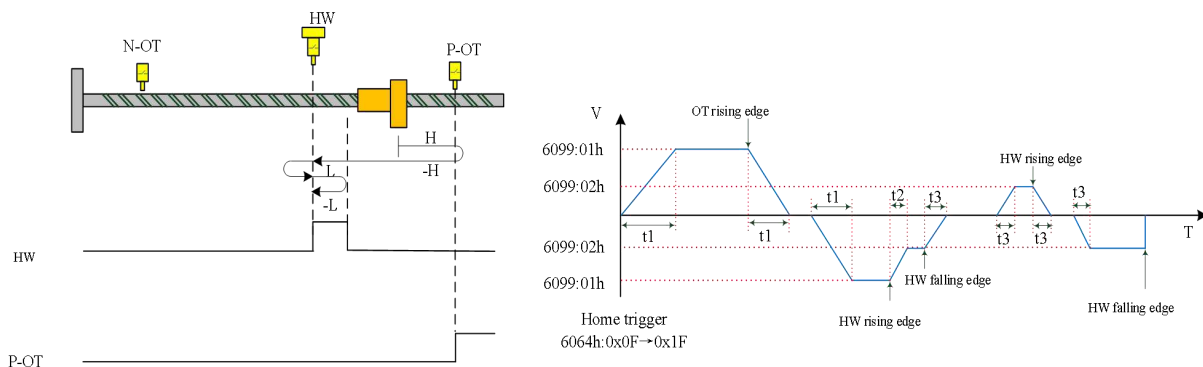 HW
N-OT
P-OT
H
-H
L
-L
HW
P-OT
V
OT rising edge
6099:01h
HW rising edge
6099:02h
t1
t2
t3
t3
t1
t1
t3
t3
T
6099:02h
HW falling edge
6099:01h
HW falling edge
HW rising edge
Home trigger
6064h:0x0F→0x1F